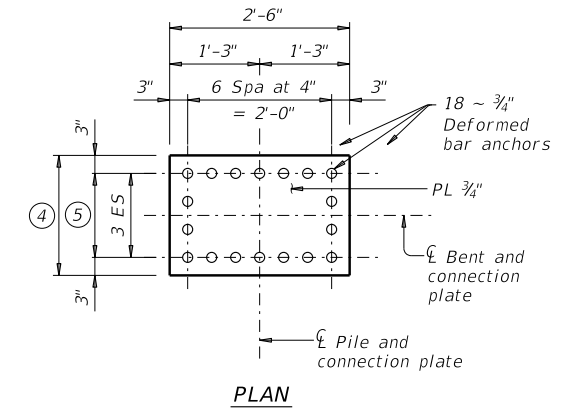 2'-6"
1'-3" 1'-3"
3" 6 Spa at 4" 3"
= 2'-0"
18 ~ ¾"
Deformed
bar anchors
3"
PL ¾"
4 5 3 ES
℄ Bent and
connection
plate
3"
℄ Pile and
connection plate
PLAN